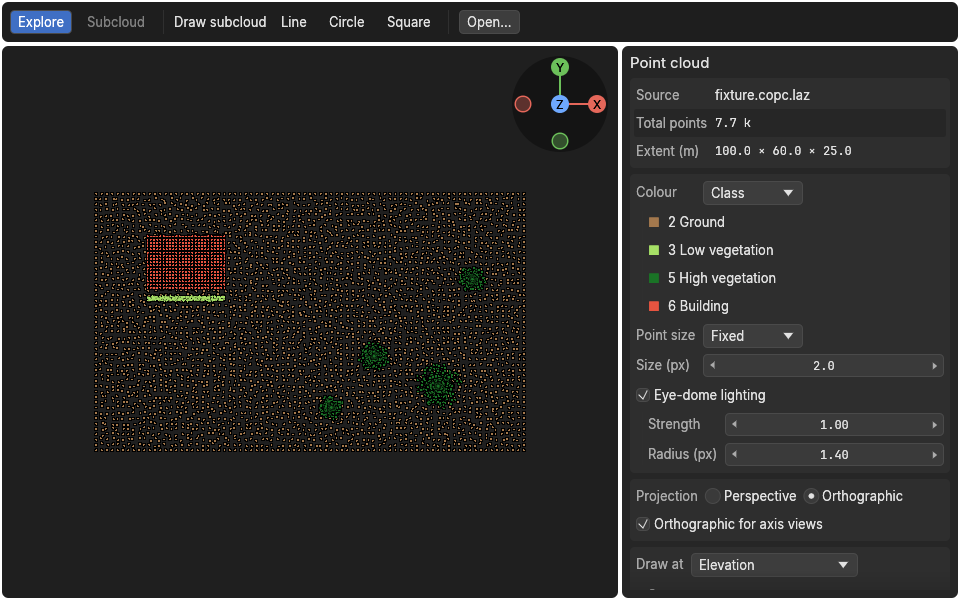 Explore Subcloud Draw subcloud Line Circle Square Open...
Y
Z X
Point cloud
Source fixture.copc.laz
Total points 7.7 k
Extent (m) 100.0 × 60.0 × 25.0
Colour Class
2 Ground
3 Low vegetation
5 High vegetation
6 Building
Point size Fixed
Size (px) 2.0
Eye-dome lighting
Strength 1.00
Radius (px) 1.40
Projection Perspective Orthographic
Orthographic for axis views
Draw at Elevation